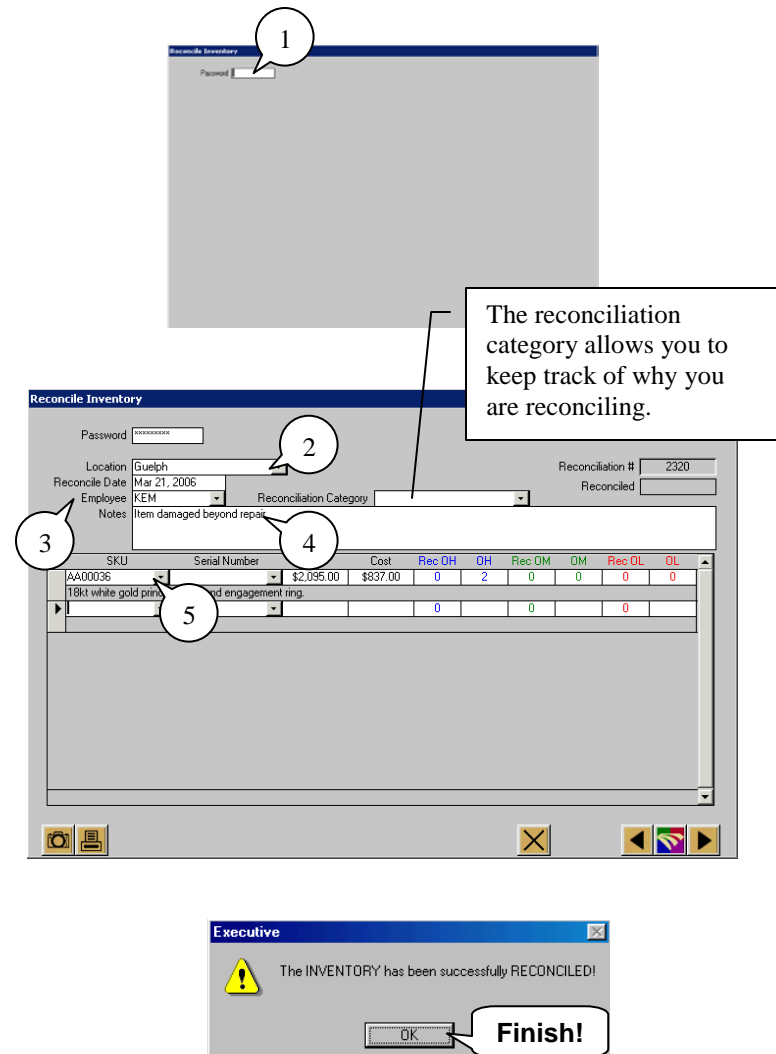 1
Reconcile Inventory
Password
The reconciliation
category allows you to
keep track of why you
are reconciling.
Reconcile Inventory
Password xxxxxxxxx
2
Location Guelph
Reconciliation # 2320
Reconcile Date Mar 21, 2006
Reconciled
Employee KEM Reconciliation Category
Notes Item damaged beyond repair
3
4
SKU Serial Number Cost Rec OH OH Rec OM OM Rec OL OL
AA00036 $2,095.00 $837.00 0 2 0 0 0 0
18kt white gold engagement ring.
5
0 0 0
Executive
The INVENTORY has been successfully RECONCILED!
OK
Finish!